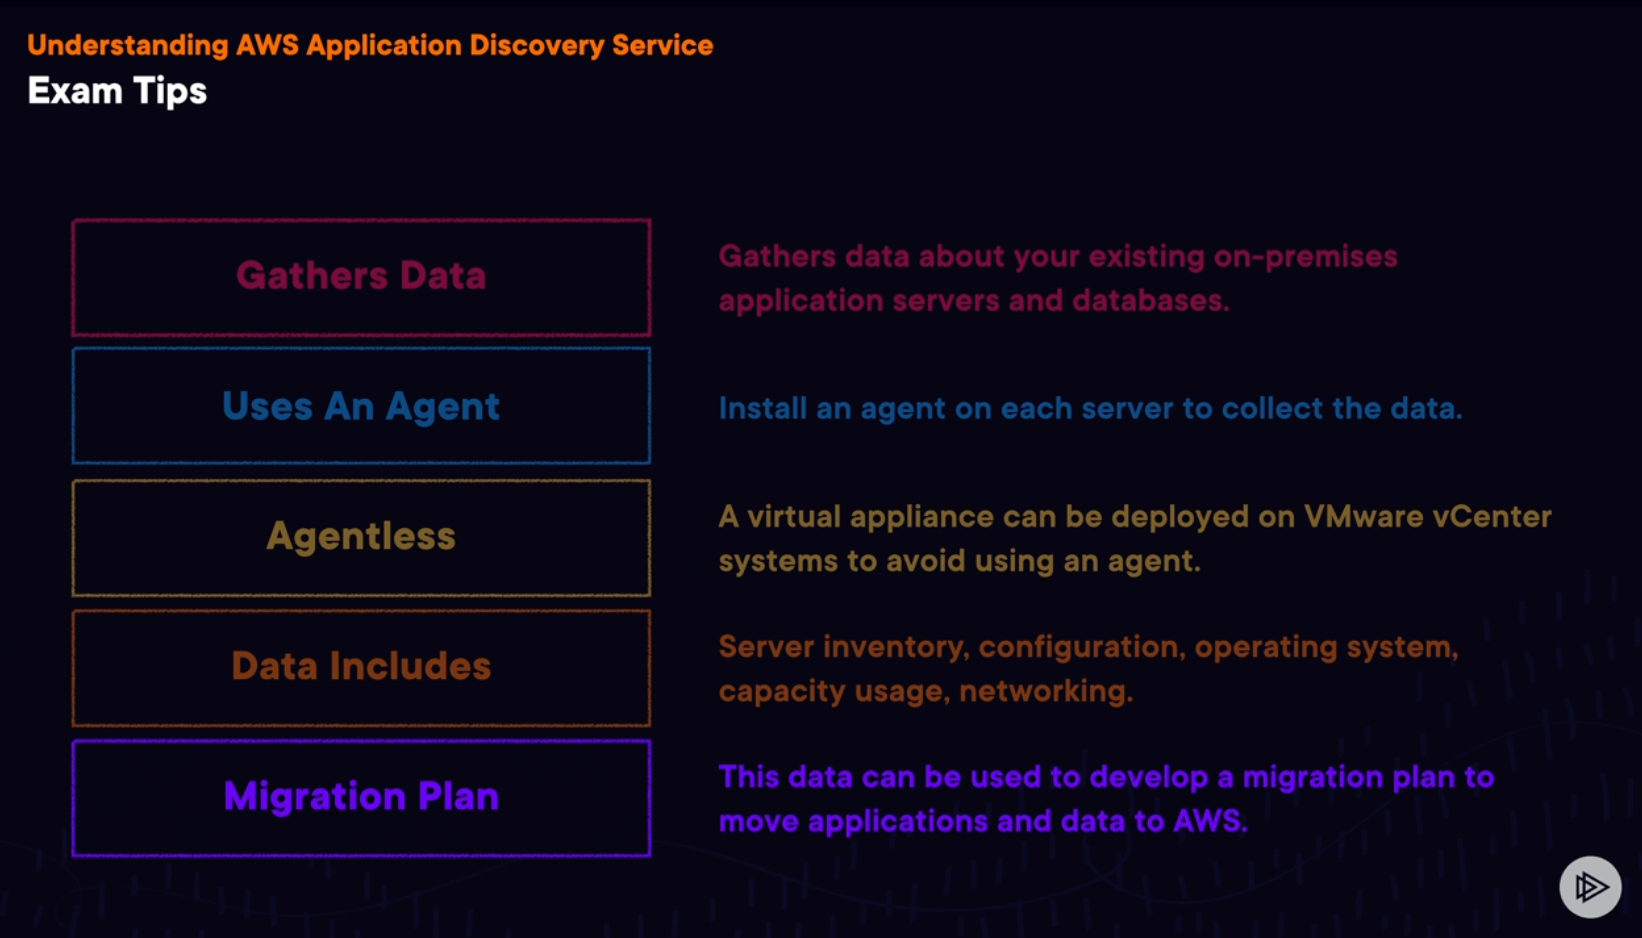 Understanding AWS Application Discovery Service
Exam Tips
Gathers Data
Gathers data about your existing on-premises
application servers and databases.
Uses An Agent
Install an agent on each server to collect the data.
Agentless
A virtual appliance can be deployed on VMware vCenter
systems to avoid using an agent.
Data Includes
Server inventory, configuration, operating system,
capacity usage, networking.
Migration Plan
This data can be used to develop a migration plan to
move applications and data to AWS.